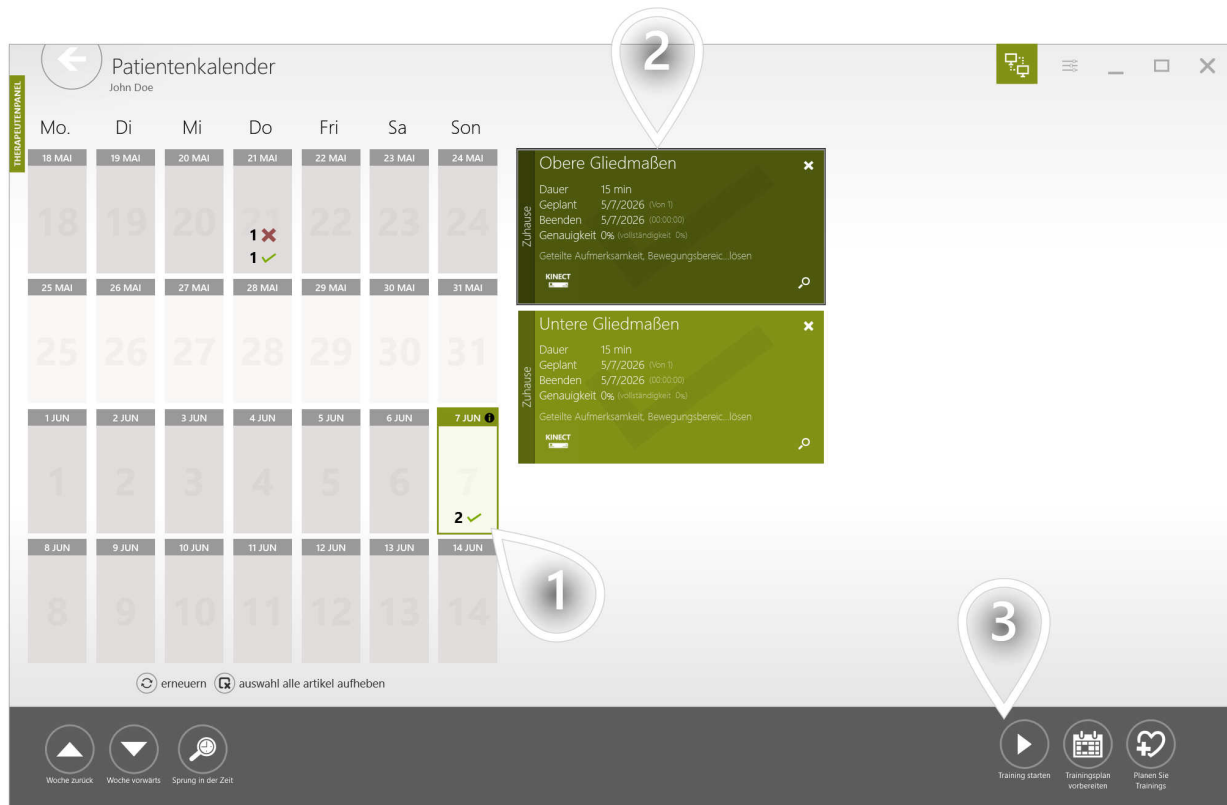 2
Patientenkalender
John Doe
THERAPEUTENPANEL
Mo. Di Mi Do Fri Sa Son
18 MAI 19 MAI 20 MAI 21 MAI 22 MAI 23 MAI 24 MAI
18 19 20 21 22 23 24
1
1
25 MAI 26 MAI 27 MAI 28 MAI 29 MAI 30 MAI 31 MAI
25 26 27 28 29 30 31
1 JUN 2 JUN 3 JUN 4 JUN 5 JUN 6 JUN 7 JUN
1 2 3 4 5 6 7
2
8 JUN 9 JUN 10 JUN 11 JUN 12 JUN 13 JUN 14 JUN
8 9 10 11 12 13 14
erneuern auswahl alle artikel aufheben
Obere Gliedmaßen
Zuhause
Dauer 15 min
Geplant 5/7/2026 (Von 1)
Beenden 5/7/2026 (00:00:00)
Genauigkeit 0% (vollständigkeit 0%)
Geteilte Aufmerksamkeit, Bewegungsbereic...lösen
KINECT
Untere Gliedmaßen
Zuhause
Dauer 15 min
Geplant 5/7/2026 (Von 1)
Beenden 5/7/2026 (00:00:00)
Genauigkeit 0% (vollständigkeit 0%)
Geteilte Aufmerksamkeit, Bewegungsbereic...lösen
KINECT
1
3
Woche zurück Woche vorwärts Sprung in der Zeit
Training starten
Trainingsplan
vorbereiten
Planen Sie
Trainings